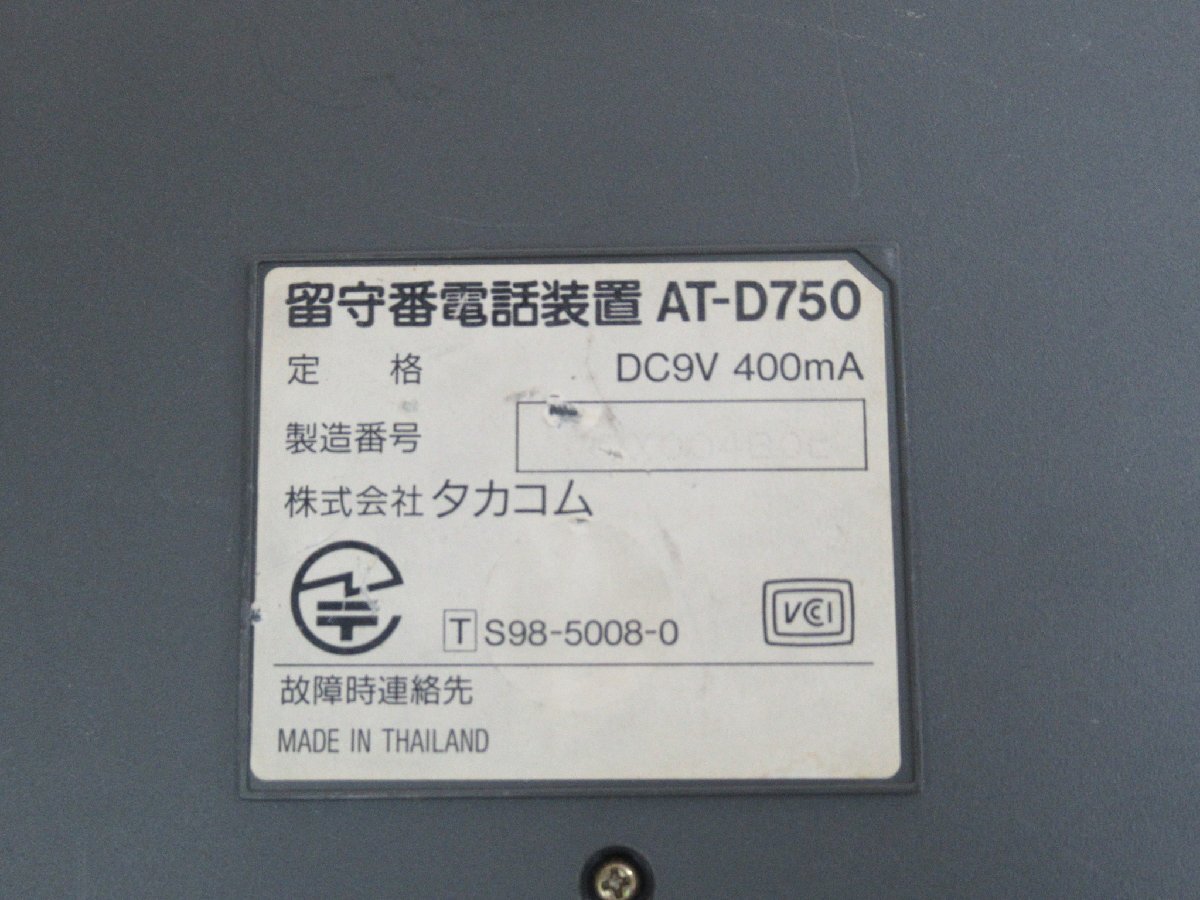 留守番電話装置 AT-D750
定格 DC9V 400mA
製造番号
株式会社 タカコム
T S98-5008-0
VCCI
故障時連絡先
MADE IN THAILAND